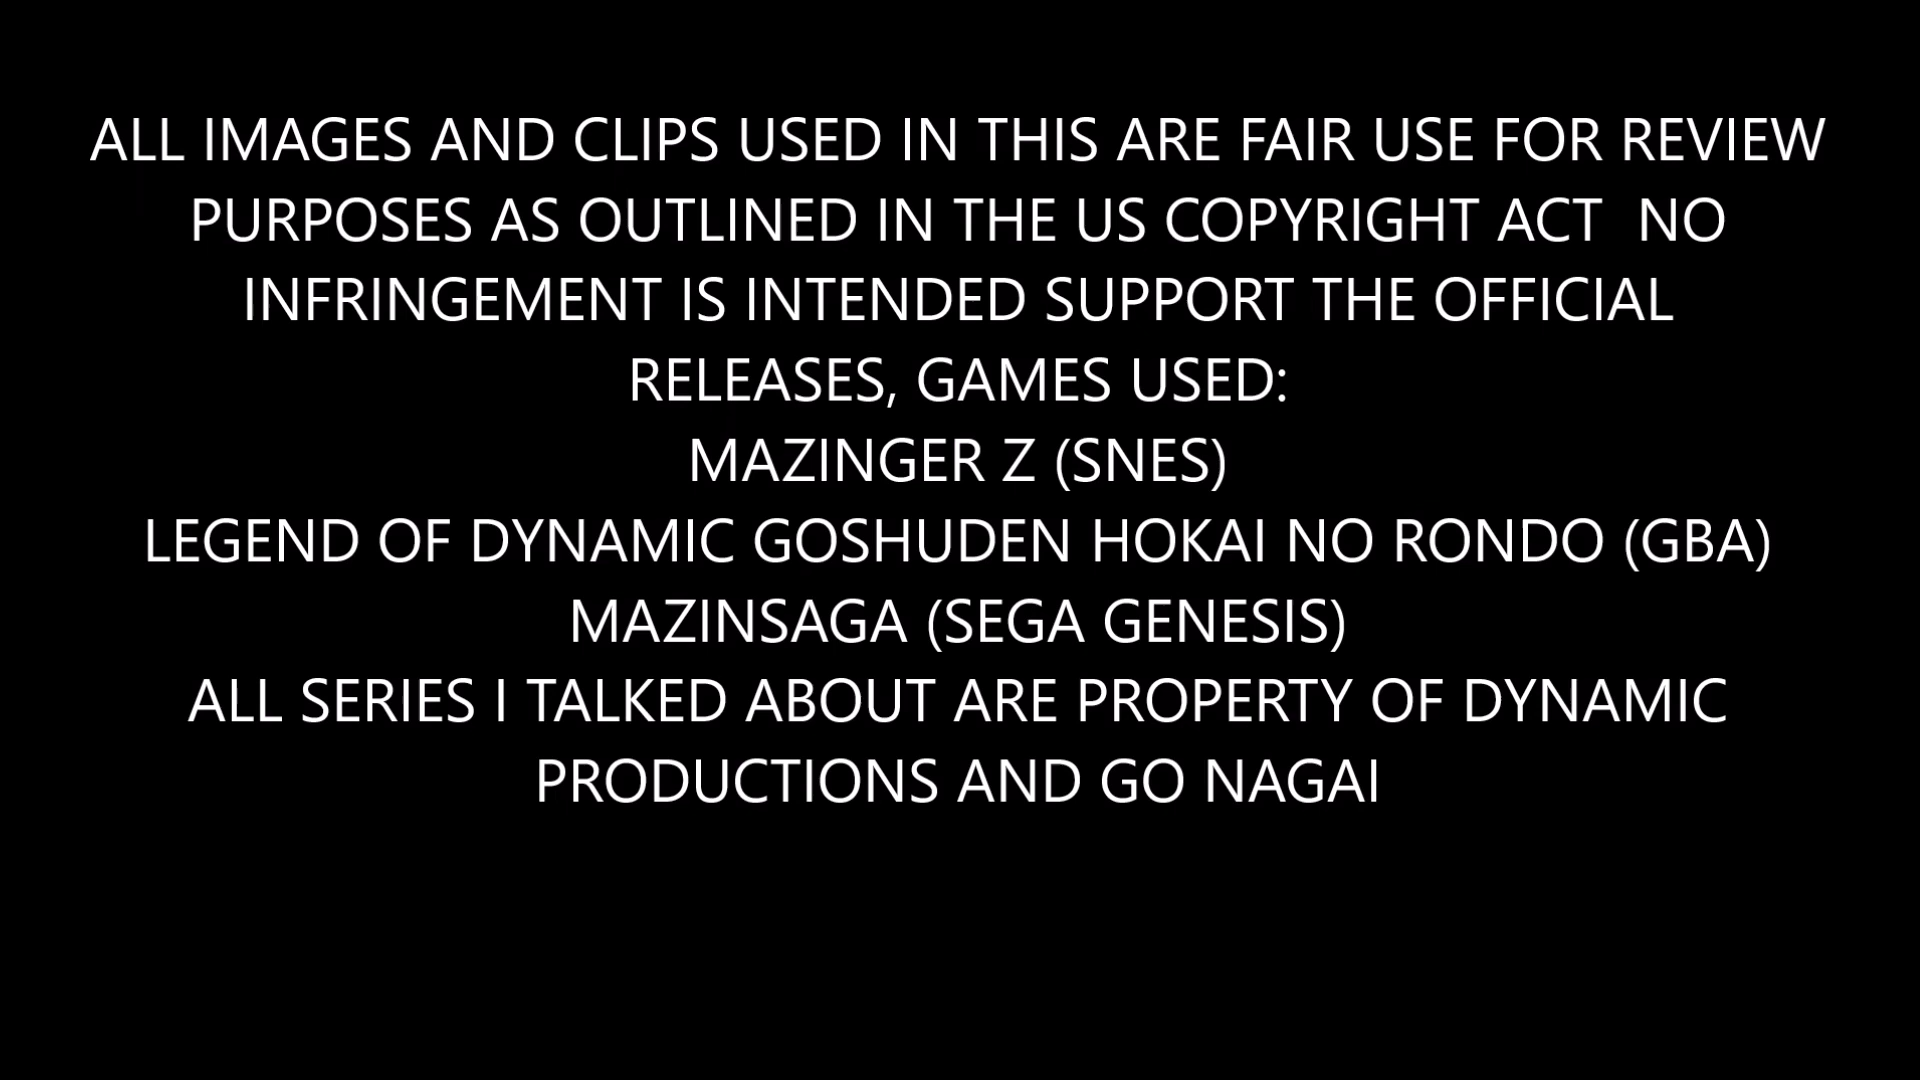 ALL IMAGES AND CLIPS USED IN THIS ARE FAIR USE FOR REVIEW
PURPOSES AS OUTLINED IN THE US COPYRIGHT ACT  NO
INFRINGEMENT IS INTENDED SUPPORT THE OFFICIAL
RELEASES, GAMES USED:
MAZINGER Z (SNES)
LEGEND OF DYNAMIC GOSHUDEN HOKAI NO RONDO (GBA)
MAZINSAGA (SEGA GENESIS)
ALL SERIES I TALKED ABOUT ARE PROPERTY OF DYNAMIC
PRODUCTIONS AND GO NAGAI